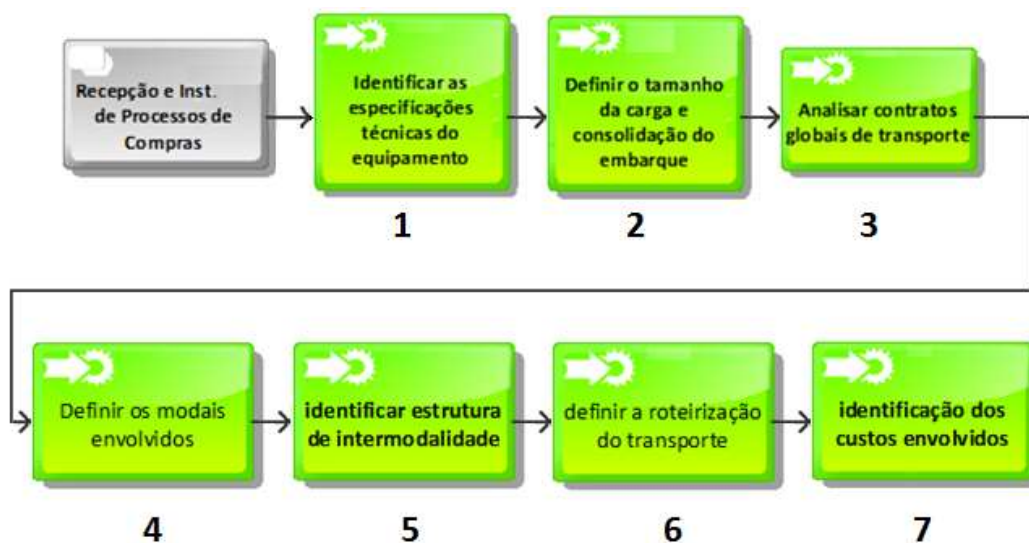 Recepção e Inst.
de Processos de
Compras
Identificar as
especificações
técnicas do
equipamento
1
Definir o tamanho
da carga e
consolidação do
embarque
2
Analisar contratos
globais de transporte
3
Definir os modais
envolvidos
4
identificar estrutura
de intermodalidade
5
definir a roteirização
do transporte
6
identificação dos
custos envolvidos
7